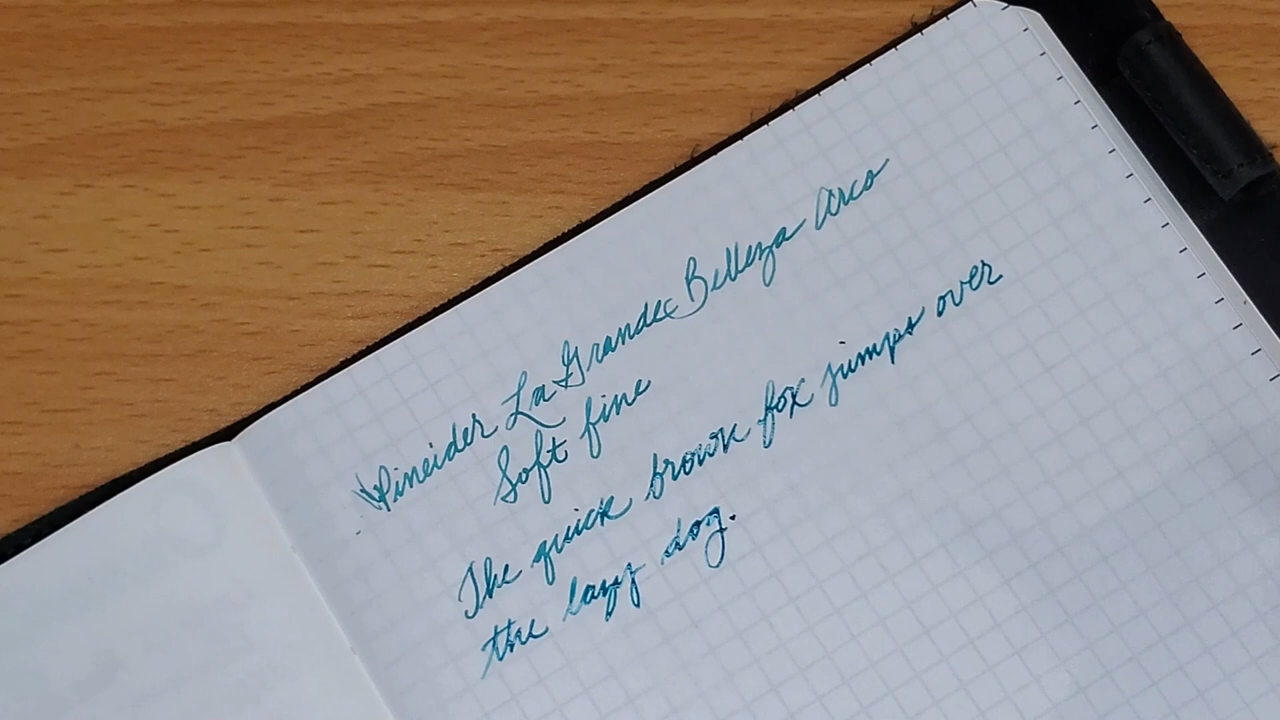 Pineider La Grande Belleza Arco
Soft fine
The quick brown fox jumps over
the lazy dog.